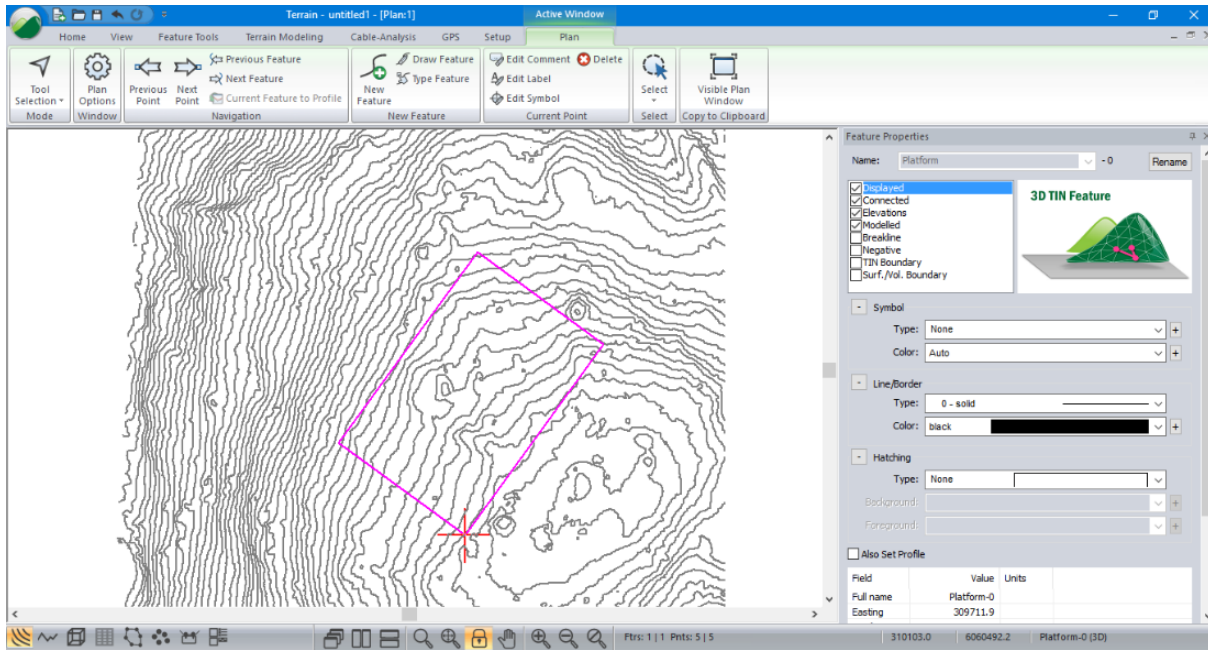 Terrain - untitled1 - [Plan:1]
Active Window
Home View Feature Tools Terrain Modeling Cable-Analysis GPS Setup Plan
Tool Selection
Mode
Plan Options
Window
Previous Point
Next Point
Previous Feature
Next Feature
Current Feature to Profile
Navigation
New Feature
Draw Feature
Type Feature
New Feature
Edit Comment Delete
Edit Label
Edit Symbol
Current Point
Select
Select
Visible Plan Window
Copy to Clipboard
Feature Properties
Name: Platform - 0 Rename
Displayed
Connected
Elevations
Modelled
Breakline
Negative
TIN Boundary
Surf./Vol. Boundary
3D TIN Feature
- Symbol
Type: None
Color: Auto
- Line/Border
Type: 0 - solid
Color: black
- Hatching
Type: None
Background:
Foreground:
Also Set Profile
Field Value Units
Full name Platform-0
Easting 309711.9
Ftrs: 1 | 1 Pnts: 5 | 5
310103.0 6060492.2 Platform-0 (3D)